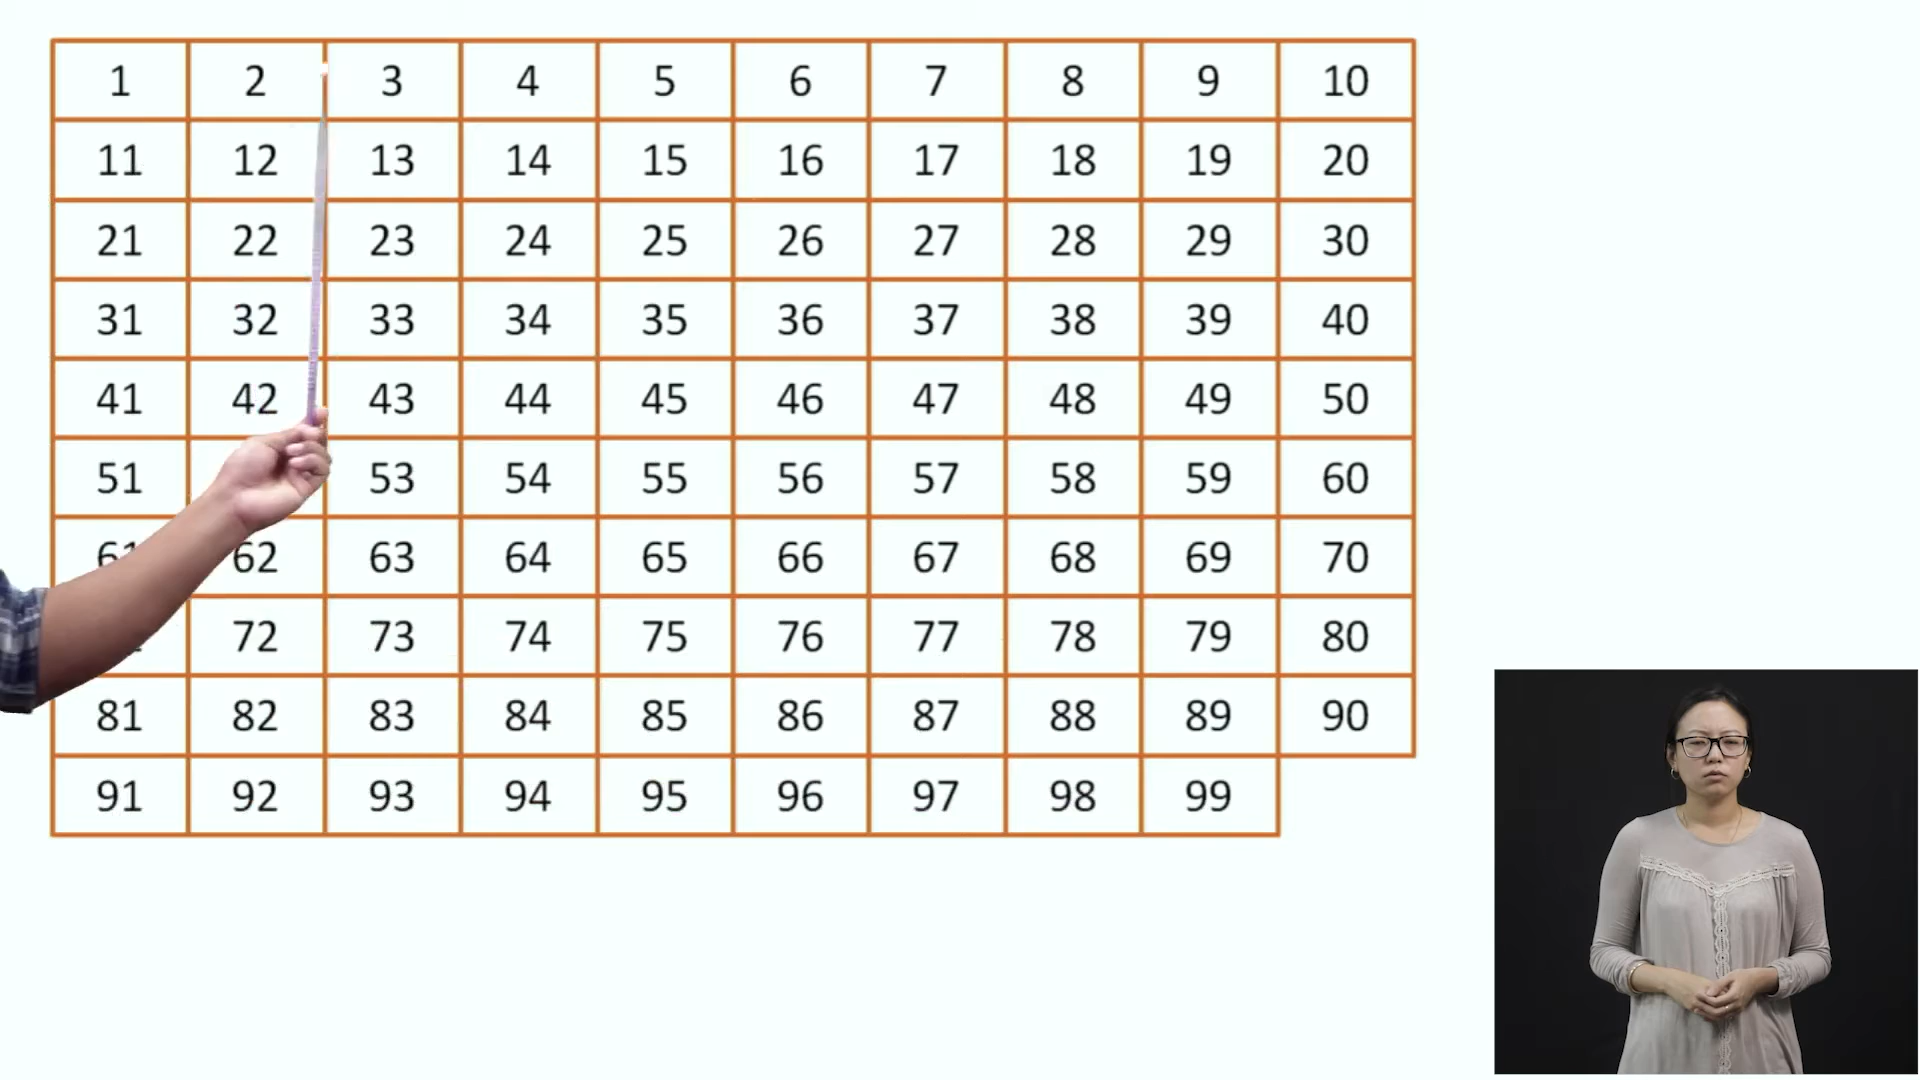 1 2 3 4 5 6 7 8 9 10
11 12 13 14 15 16 17 18 19 20
21 22 23 24 25 26 27 28 29 30
31 32 33 34 35 36 37 38 39 40
41 42 43 44 45 46 47 48 49 50
51 53 54 55 56 57 58 59 60
62 63 64 65 66 67 68 69 70
72 73 74 75 76 77 78 79 80
81 82 83 84 85 86 87 88 89 90
91 92 93 94 95 96 97 98 99